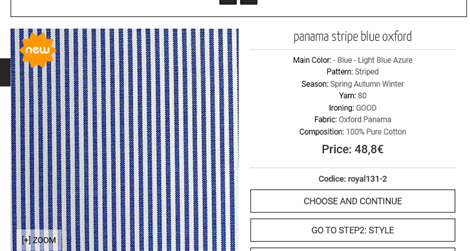 new
panama stripe blue oxford
Main Color: - Blue - Light Blue Azure
Pattern: Striped
Season: Spring Autumn Winter
Yarn: 80
Ironing: GOOD
Fabric: Oxford Panama
Composition: 100% Pure Cotton
Price: 48,8€
Codice: royal131-2
CHOOSE AND CONTINUE
GO TO STEP2: STYLE
[+] ZOOM